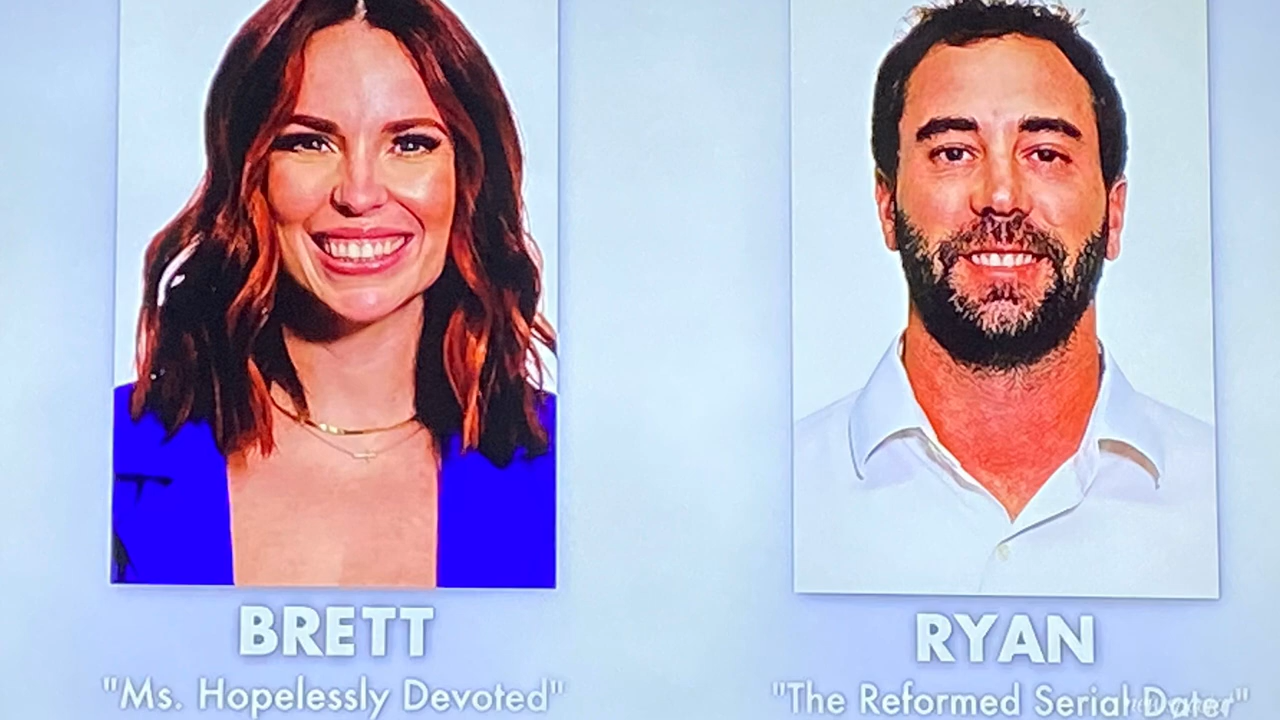 BRETT
RYAN
"Ms. Hopelessly Devoted"
"The Reformed Serial Dater"